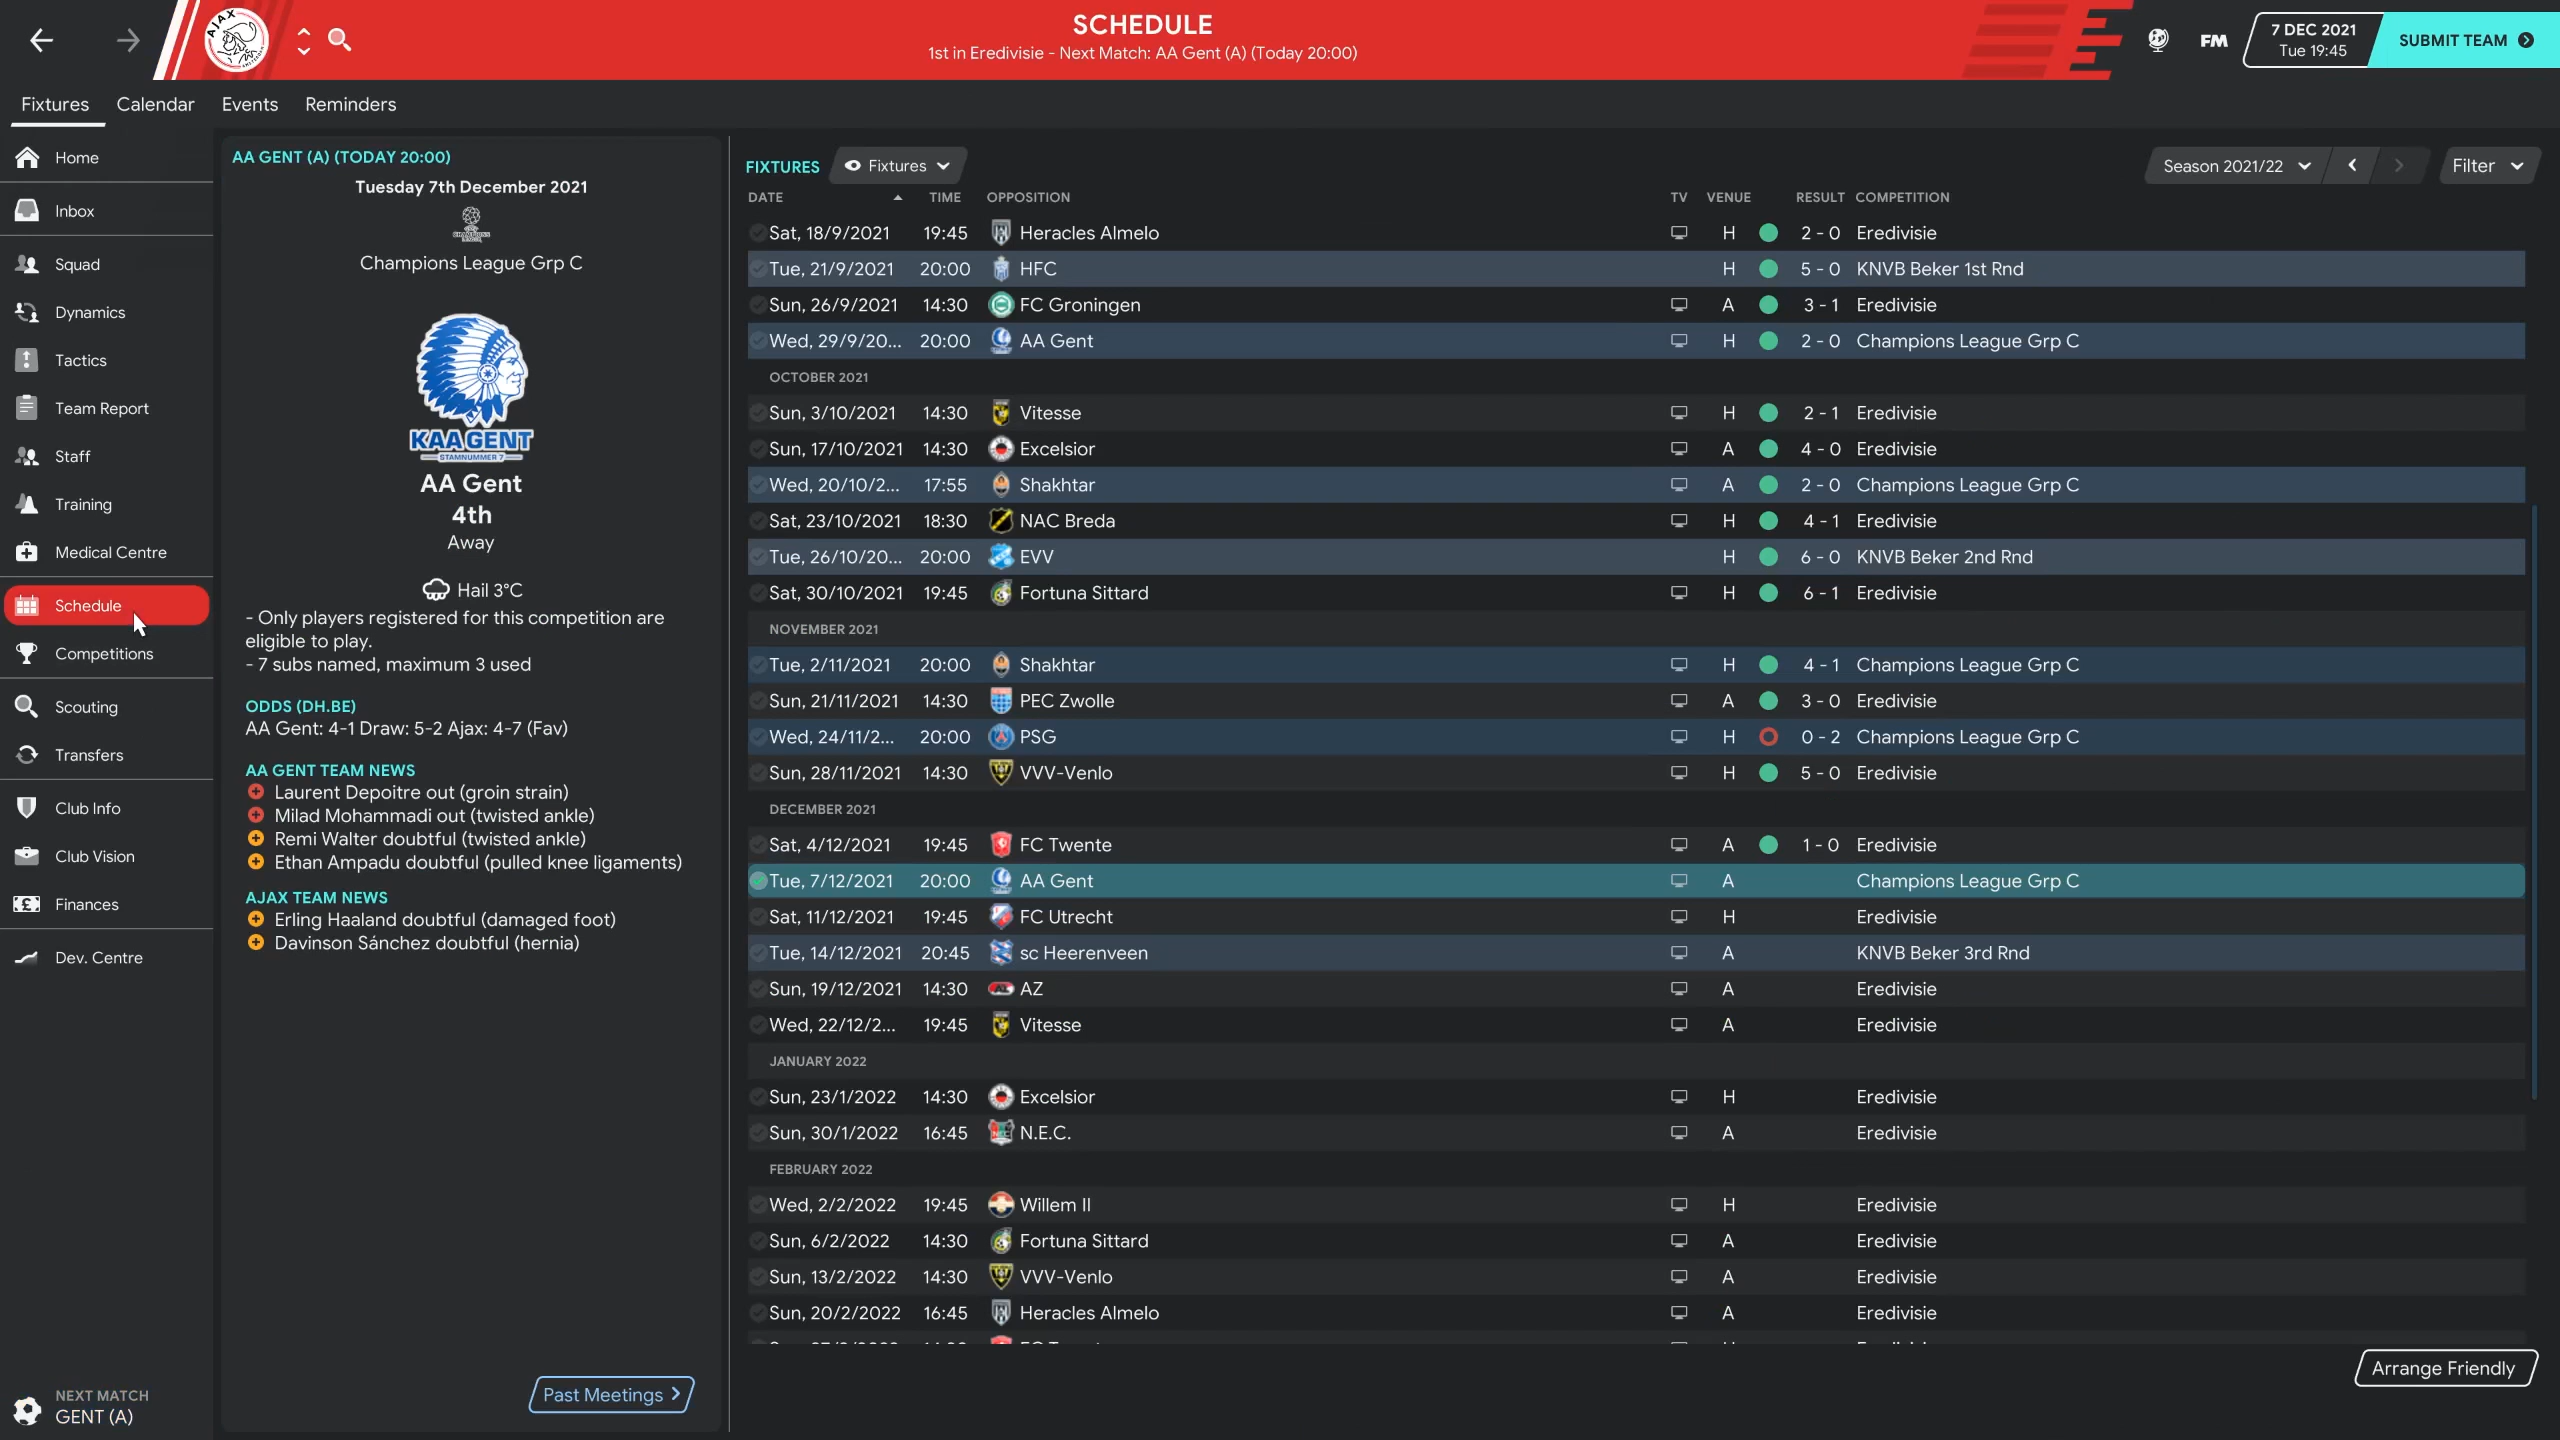 SCHEDULE
1st in Eredivisie - Next Match: AA Gent (A) (Today 20:00)
AJAX
FM
7 DEC 2021
Tue 19:45
SUBMIT TEAM
Fixtures Calendar Events Reminders
Home
Inbox
Squad
Dynamics
Tactics
Team Report
Staff
Training
Medical Centre
Schedule
Competitions
Scouting
Transfers
Club Info
Club Vision
Finances
Dev. Centre
NEXT MATCH
GENT (A)
AA GENT (A) (TODAY 20:00)
Tuesday 7th December 2021
Champions League Grp C
KAA GENT
STAMNUMMER 7
AA Gent
4th
Away
Hail 3°C
- Only players registered for this competition are
eligible to play.
- 7 subs named, maximum 3 used
ODDS (DH.BE)
AA Gent: 4-1 Draw: 5-2 Ajax: 4-7 (Fav)
AA GENT TEAM NEWS
Laurent Depoitre out (groin strain)
Milad Mohammadi out (twisted ankle)
Remi Walter doubtful (twisted ankle)
Ethan Ampadu doubtful (pulled knee ligaments)
AJAX TEAM NEWS
Erling Haaland doubtful (damaged foot)
Davinson Sánchez doubtful (hernia)
Past Meetings
FIXTURES Fixtures Season 2021/22 Filter
DATE TIME OPPOSITION TV VENUE RESULT COMPETITION
Sat, 18/9/2021 19:45 Heracles Almelo H 2 - 0 Eredivisie
Tue, 21/9/2021 20:00 HFC H 5 - 0 KNVB Beker 1st Rnd
Sun, 26/9/2021 14:30 FC Groningen A 3 - 1 Eredivisie
Wed, 29/9/20... 20:00 AA Gent H 2 - 0 Champions League Grp C
OCTOBER 2021
Sun, 3/10/2021 14:30 Vitesse H 2 - 1 Eredivisie
Sun, 17/10/2021 14:30 Excelsior A 4 - 0 Eredivisie
Wed, 20/10/2... 17:55 Shakhtar A 2 - 0 Champions League Grp C
Sat, 23/10/2021 18:30 NAC Breda H 4 - 1 Eredivisie
Tue, 26/10/20... 20:00 EVV H 6 - 0 KNVB Beker 2nd Rnd
Sat, 30/10/2021 19:45 Fortuna Sittard H 6 - 1 Eredivisie
NOVEMBER 2021
Tue, 2/11/2021 20:00 Shakhtar H 4 - 1 Champions League Grp C
Sun, 21/11/2021 14:30 PEC Zwolle A 3 - 0 Eredivisie
Wed, 24/11/2... 20:00 PSG H 0 - 2 Champions League Grp C
Sun, 28/11/2021 14:30 VVV-Venlo H 5 - 0 Eredivisie
DECEMBER 2021
Sat, 4/12/2021 19:45 FC Twente A 1 - 0 Eredivisie
Tue, 7/12/2021 20:00 AA Gent A Champions League Grp C
Sat, 11/12/2021 19:45 FC Utrecht H Eredivisie
Tue, 14/12/2021 20:45 sc Heerenveen A KNVB Beker 3rd Rnd
Sun, 19/12/2021 14:30 AZ A Eredivisie
Wed, 22/12/2... 19:45 Vitesse A Eredivisie
JANUARY 2022
Sun, 23/1/2022 14:30 Excelsior H Eredivisie
Sun, 30/1/2022 16:45 N.E.C. A Eredivisie
FEBRUARY 2022
Wed, 2/2/2022 19:45 Willem II H Eredivisie
Sun, 6/2/2022 14:30 Fortuna Sittard A Eredivisie
Sun, 13/2/2022 14:30 VVV-Venlo A Eredivisie
Sun, 20/2/2022 16:45 Heracles Almelo A Eredivisie
Arrange Friendly